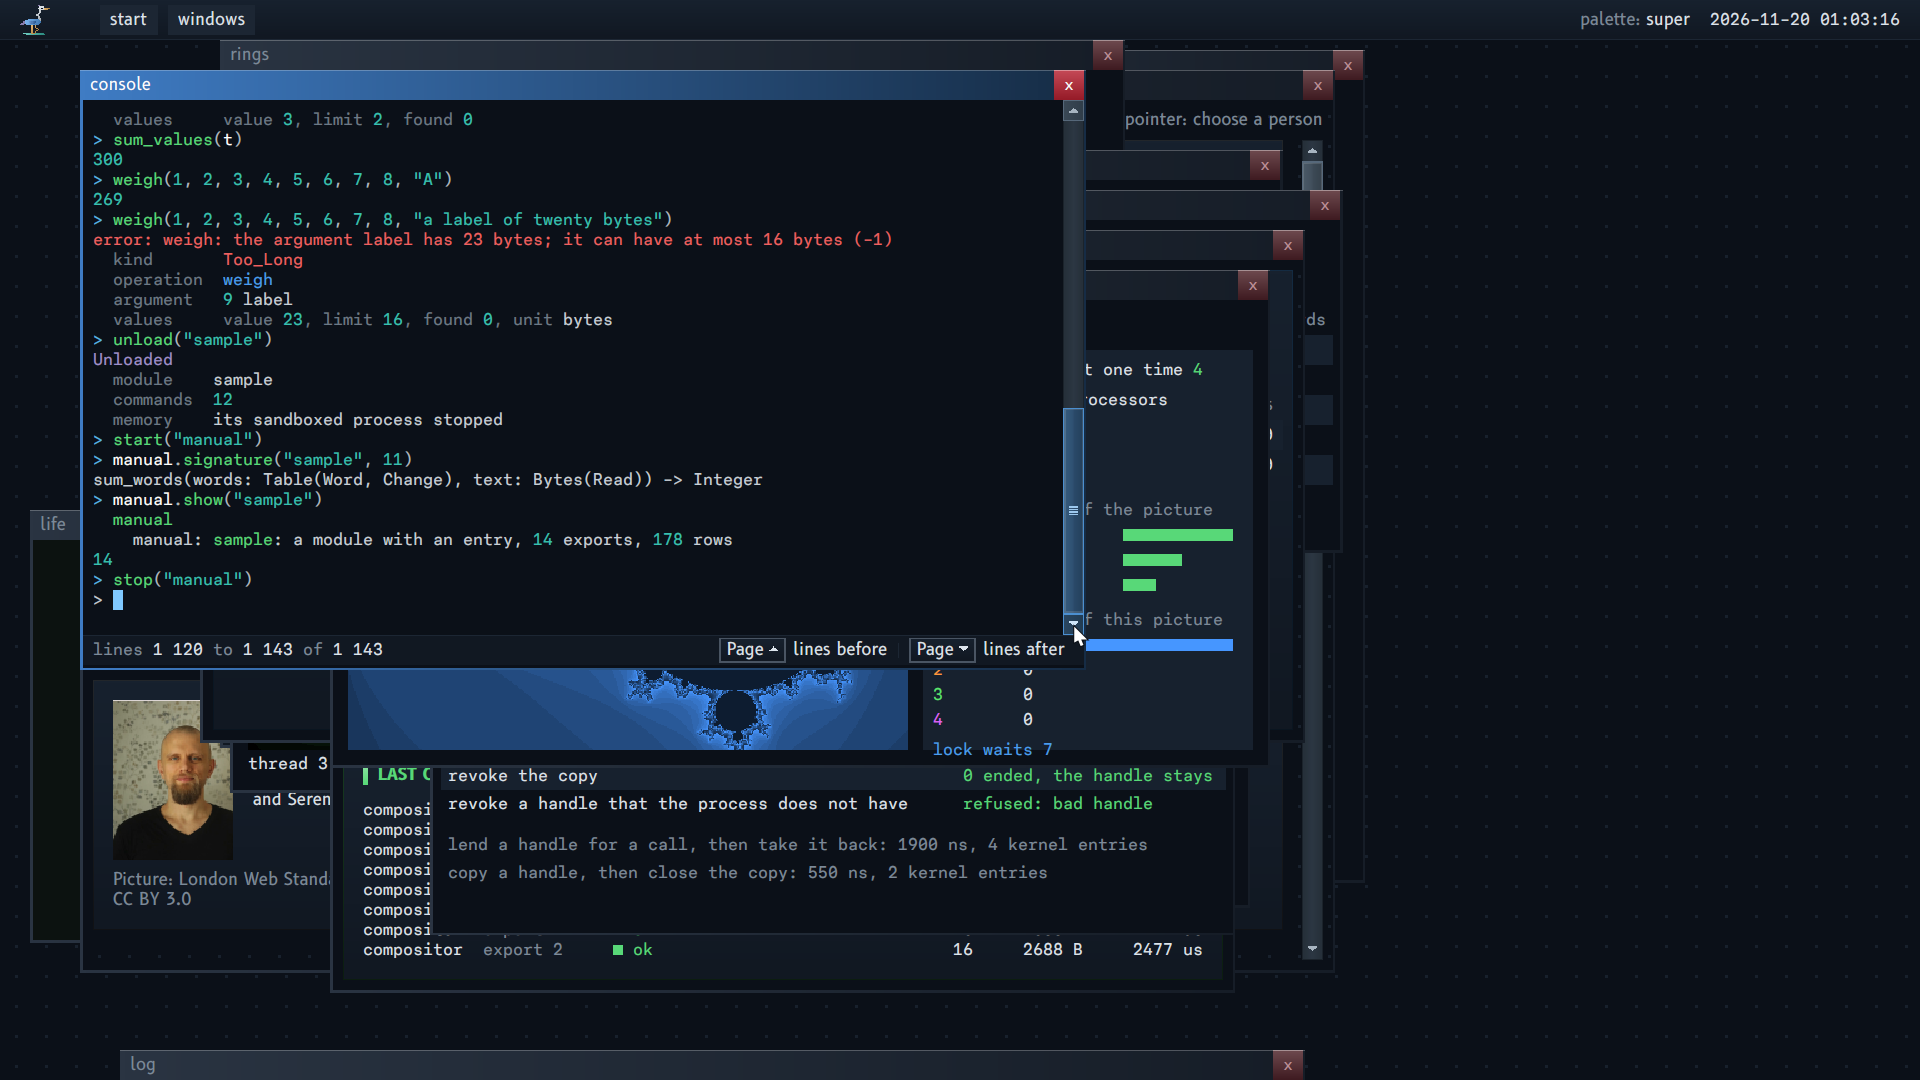 start windows palette: super 2026-11-20 01:03:16
rings x
x
console x
x
values value 3, limit 2, found 0
pointer: choose a person
> sum_values(t)
300
> weigh(1, 2, 3, 4, 5, 6, 7, 8, "A")
x
269
> weigh(1, 2, 3, 4, 5, 6, 7, 8, "a label of twenty bytes")
x
error: weigh: the argument label has 23 bytes; it can have at most 16 bytes (-1)
x
kind Too_Long
operation weigh
x
argument 9 label
values value 23, limit 16, found 0, unit bytes
ds
> unload("sample")
Unloaded
t one time 4
module sample
commands 12
ocessors
memory its sandboxed process stopped
> start("manual")
> manual.signature("sample", 11)
sum_words(words: Table(Word, Change), text: Bytes(Read)) -> Integer
> manual.show("sample")
f the picture
manual
life
manual: sample: a module with an entry, 14 exports, 178 rows
14
> stop("manual")
>
f this picture
lines 1 120 to 1 143 of 1 143 Page lines before Page lines after
2 0
3 0
4 0
lock waits 7
thread 3
LAST C
revoke the copy 0 ended, the handle stays
and Seren
revoke a handle that the process does not have refused: bad handle
composi
composi
composi
lend a handle for a call, then take it back: 1900 ns, 4 kernel entries
composi
copy a handle, then close the copy: 550 ns, 2 kernel entries
composi
composi
composi
Picture: London Web Standa
CC BY 3.0
compositor export 2 ok 16 2688 B 2477 us
log x